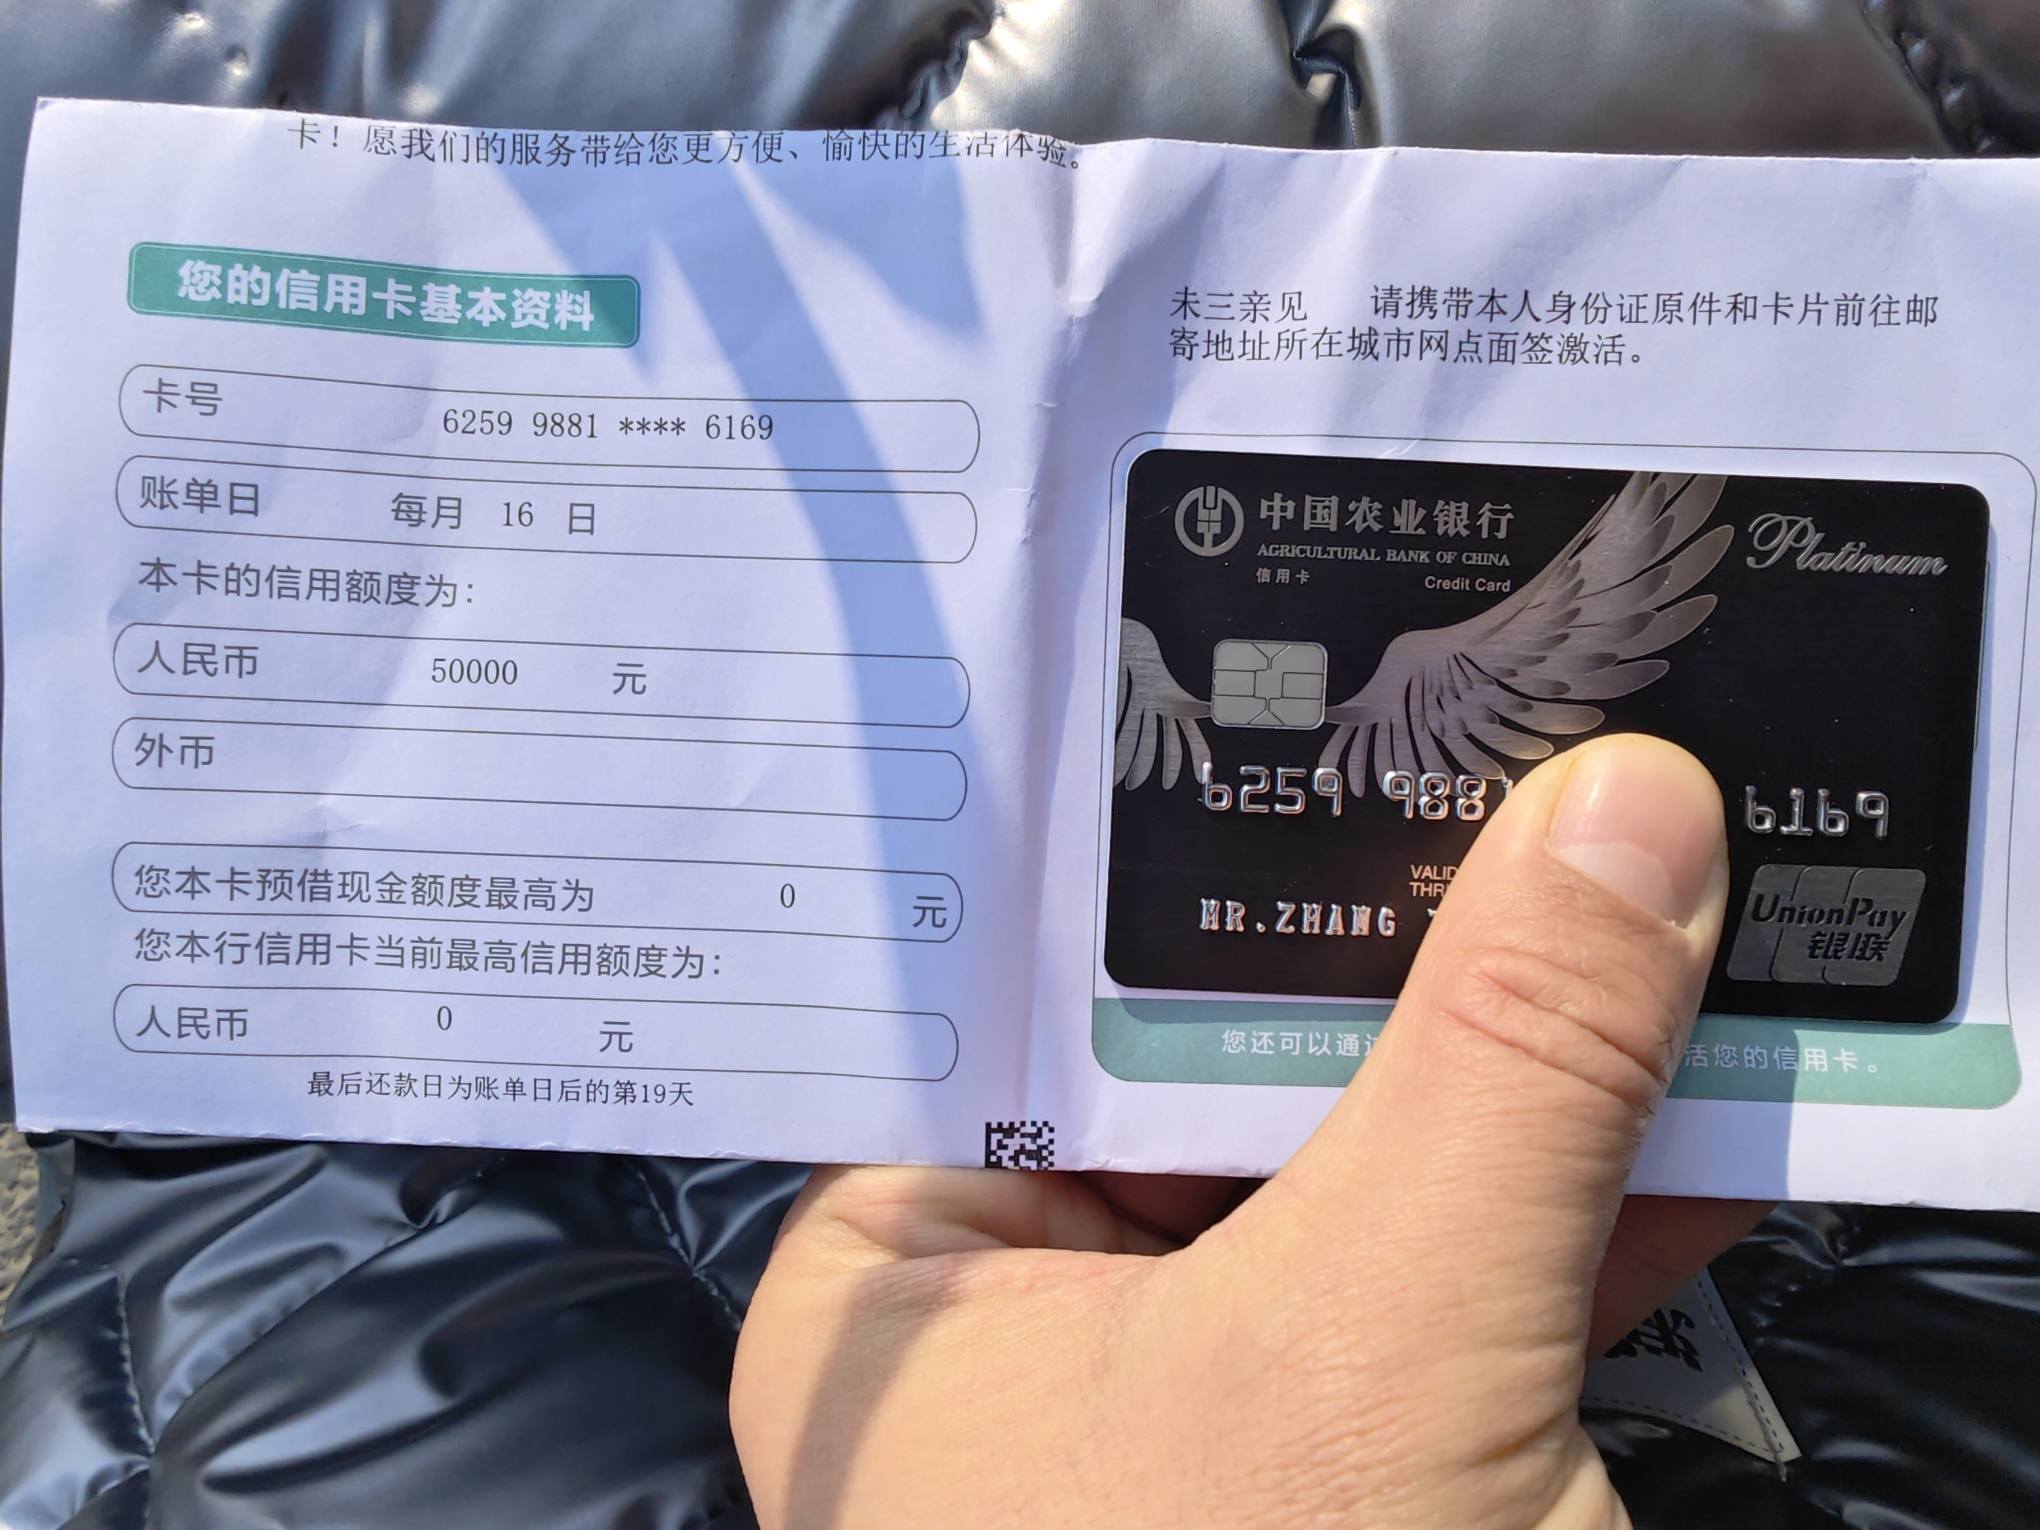 卡！愿我们的服务带给您更方便、愉快的生活体验。
您的信用卡基本资料
卡号 6259 9881 **** 6169
账单日 每月 16 日
本卡的信用额度为：
人民币 50000 元
外币
您本卡预借现金额度最高为 0 元
您本行信用卡当前最高信用额度为：
人民币 0 元
最后还款日为账单日后的第19天
未三亲见 请携带本人身份证原件和卡片前往邮
寄地址所在城市网点面签激活。
中国农业银行
AGRICULTURAL BANK OF CHINA
信用卡 Credit Card
Platinum
6259 9881 6169
VALID
MR.ZHANG
UnionPay
银联
您还可以通 活您的信用卡。